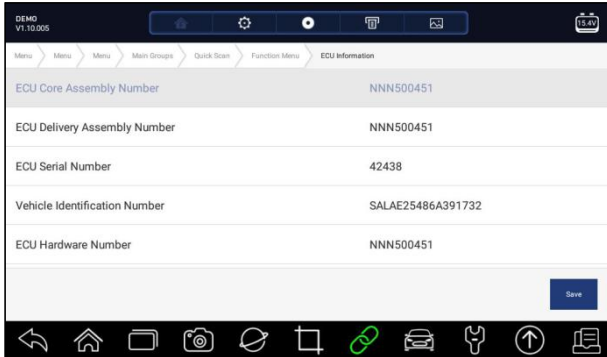 DEMO
V1.10.005
15.4V
Menu Menu Menu Main Groups Quick Scan Function Menu ECU Information
ECU Core Assembly Number NNN500451
ECU Delivery Assembly Number NNN500451
ECU Serial Number 42438
Vehicle Identification Number SALAE25486A391732
ECU Hardware Number NNN500451
Save